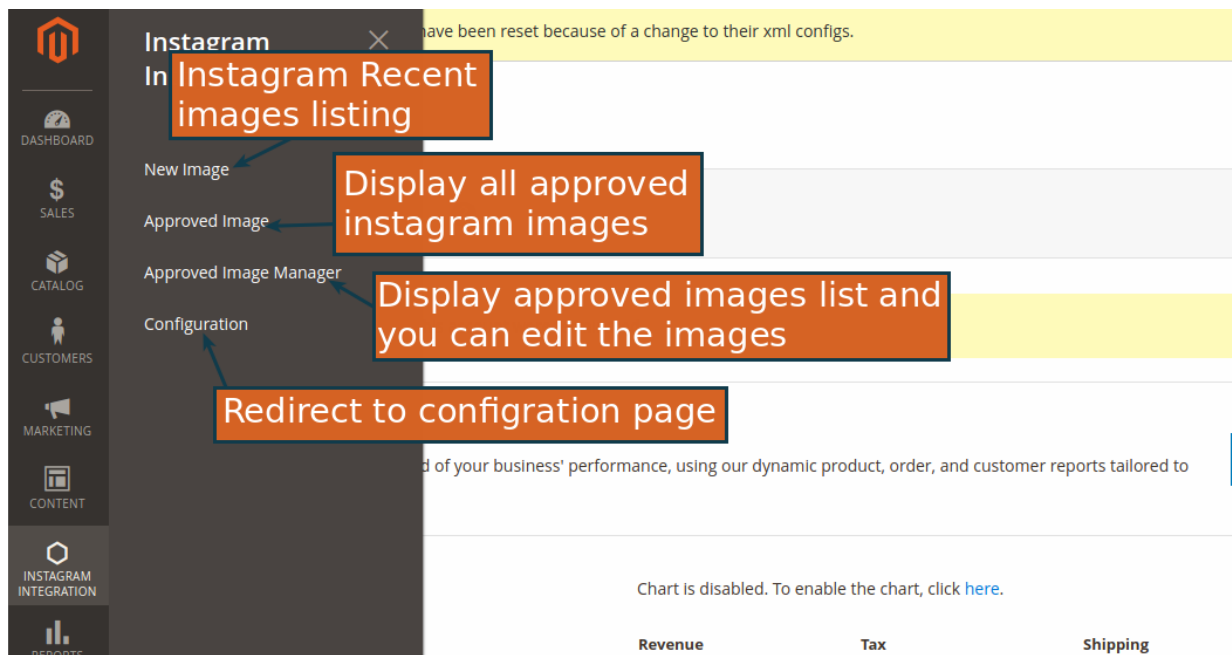 Instagram
In
have been reset because of a change to their xml configs.
Instagram Recent
images listing
DASHBOARD
New Image
Display all approved
instagram images
$
SALES
Approved Image
CATALOG
Approved Image Manager
Display approved images list and
you can edit the images
Configuration
CUSTOMERS
Redirect to configration page
MARKETING
d of your business' performance, using our dynamic product, order, and customer reports tailored to
CONTENT
INSTAGRAM
INTEGRATION
Chart is disabled. To enable the chart, click here.
REPORTS
Revenue Tax Shipping